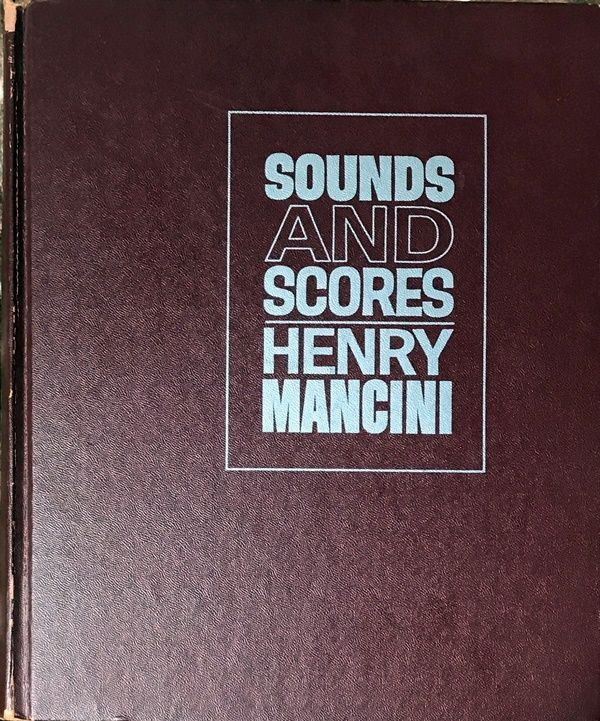 SOUNDS
AND
SCORES
HENRY
MANCINI